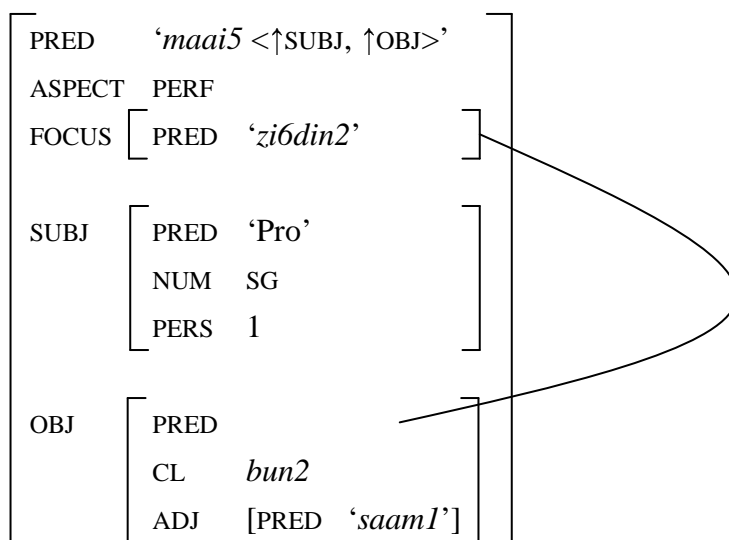 PRED ‘maai5 <↑SUBJ, ↑OBJ>’
ASPECT PERF
FOCUS [PRED ‘zi6din2’]
SUBJ [PRED ‘Pro’
NUM SG
PERS 1]
OBJ [PRED
CL bun2
ADJ [PRED ‘saam1’]